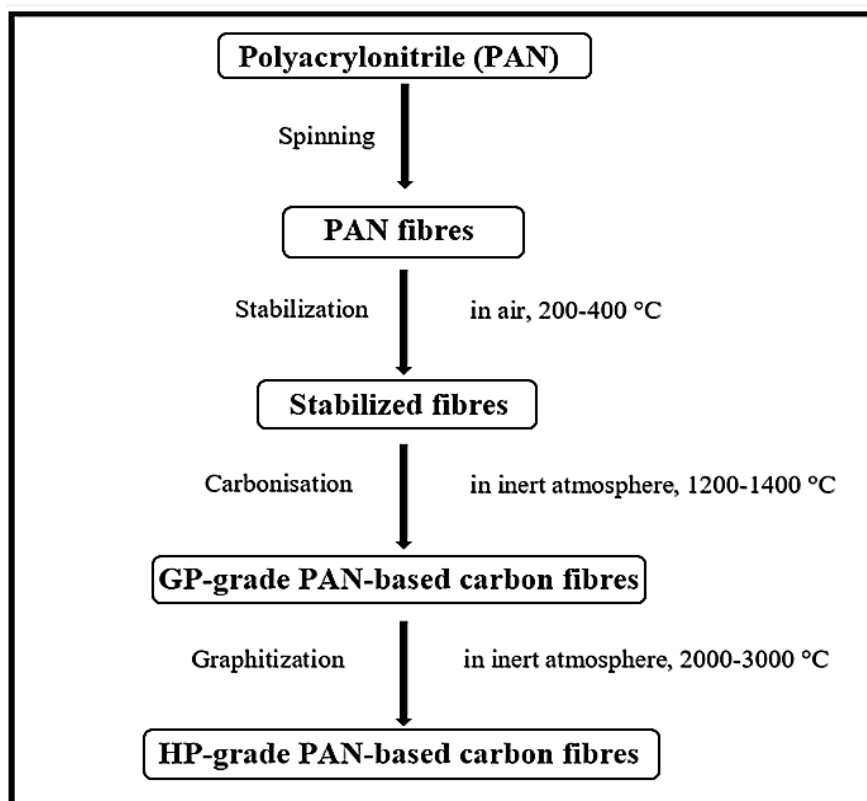 Polyacrylonitrile (PAN)
Spinning
PAN fibres
Stabilization in air, 200-400 °C
Stabilized fibres
Carbonisation in inert atmosphere, 1200-1400 °C
GP-grade PAN-based carbon fibres
Graphitization in inert atmosphere, 2000-3000 °C
HP-grade PAN-based carbon fibres